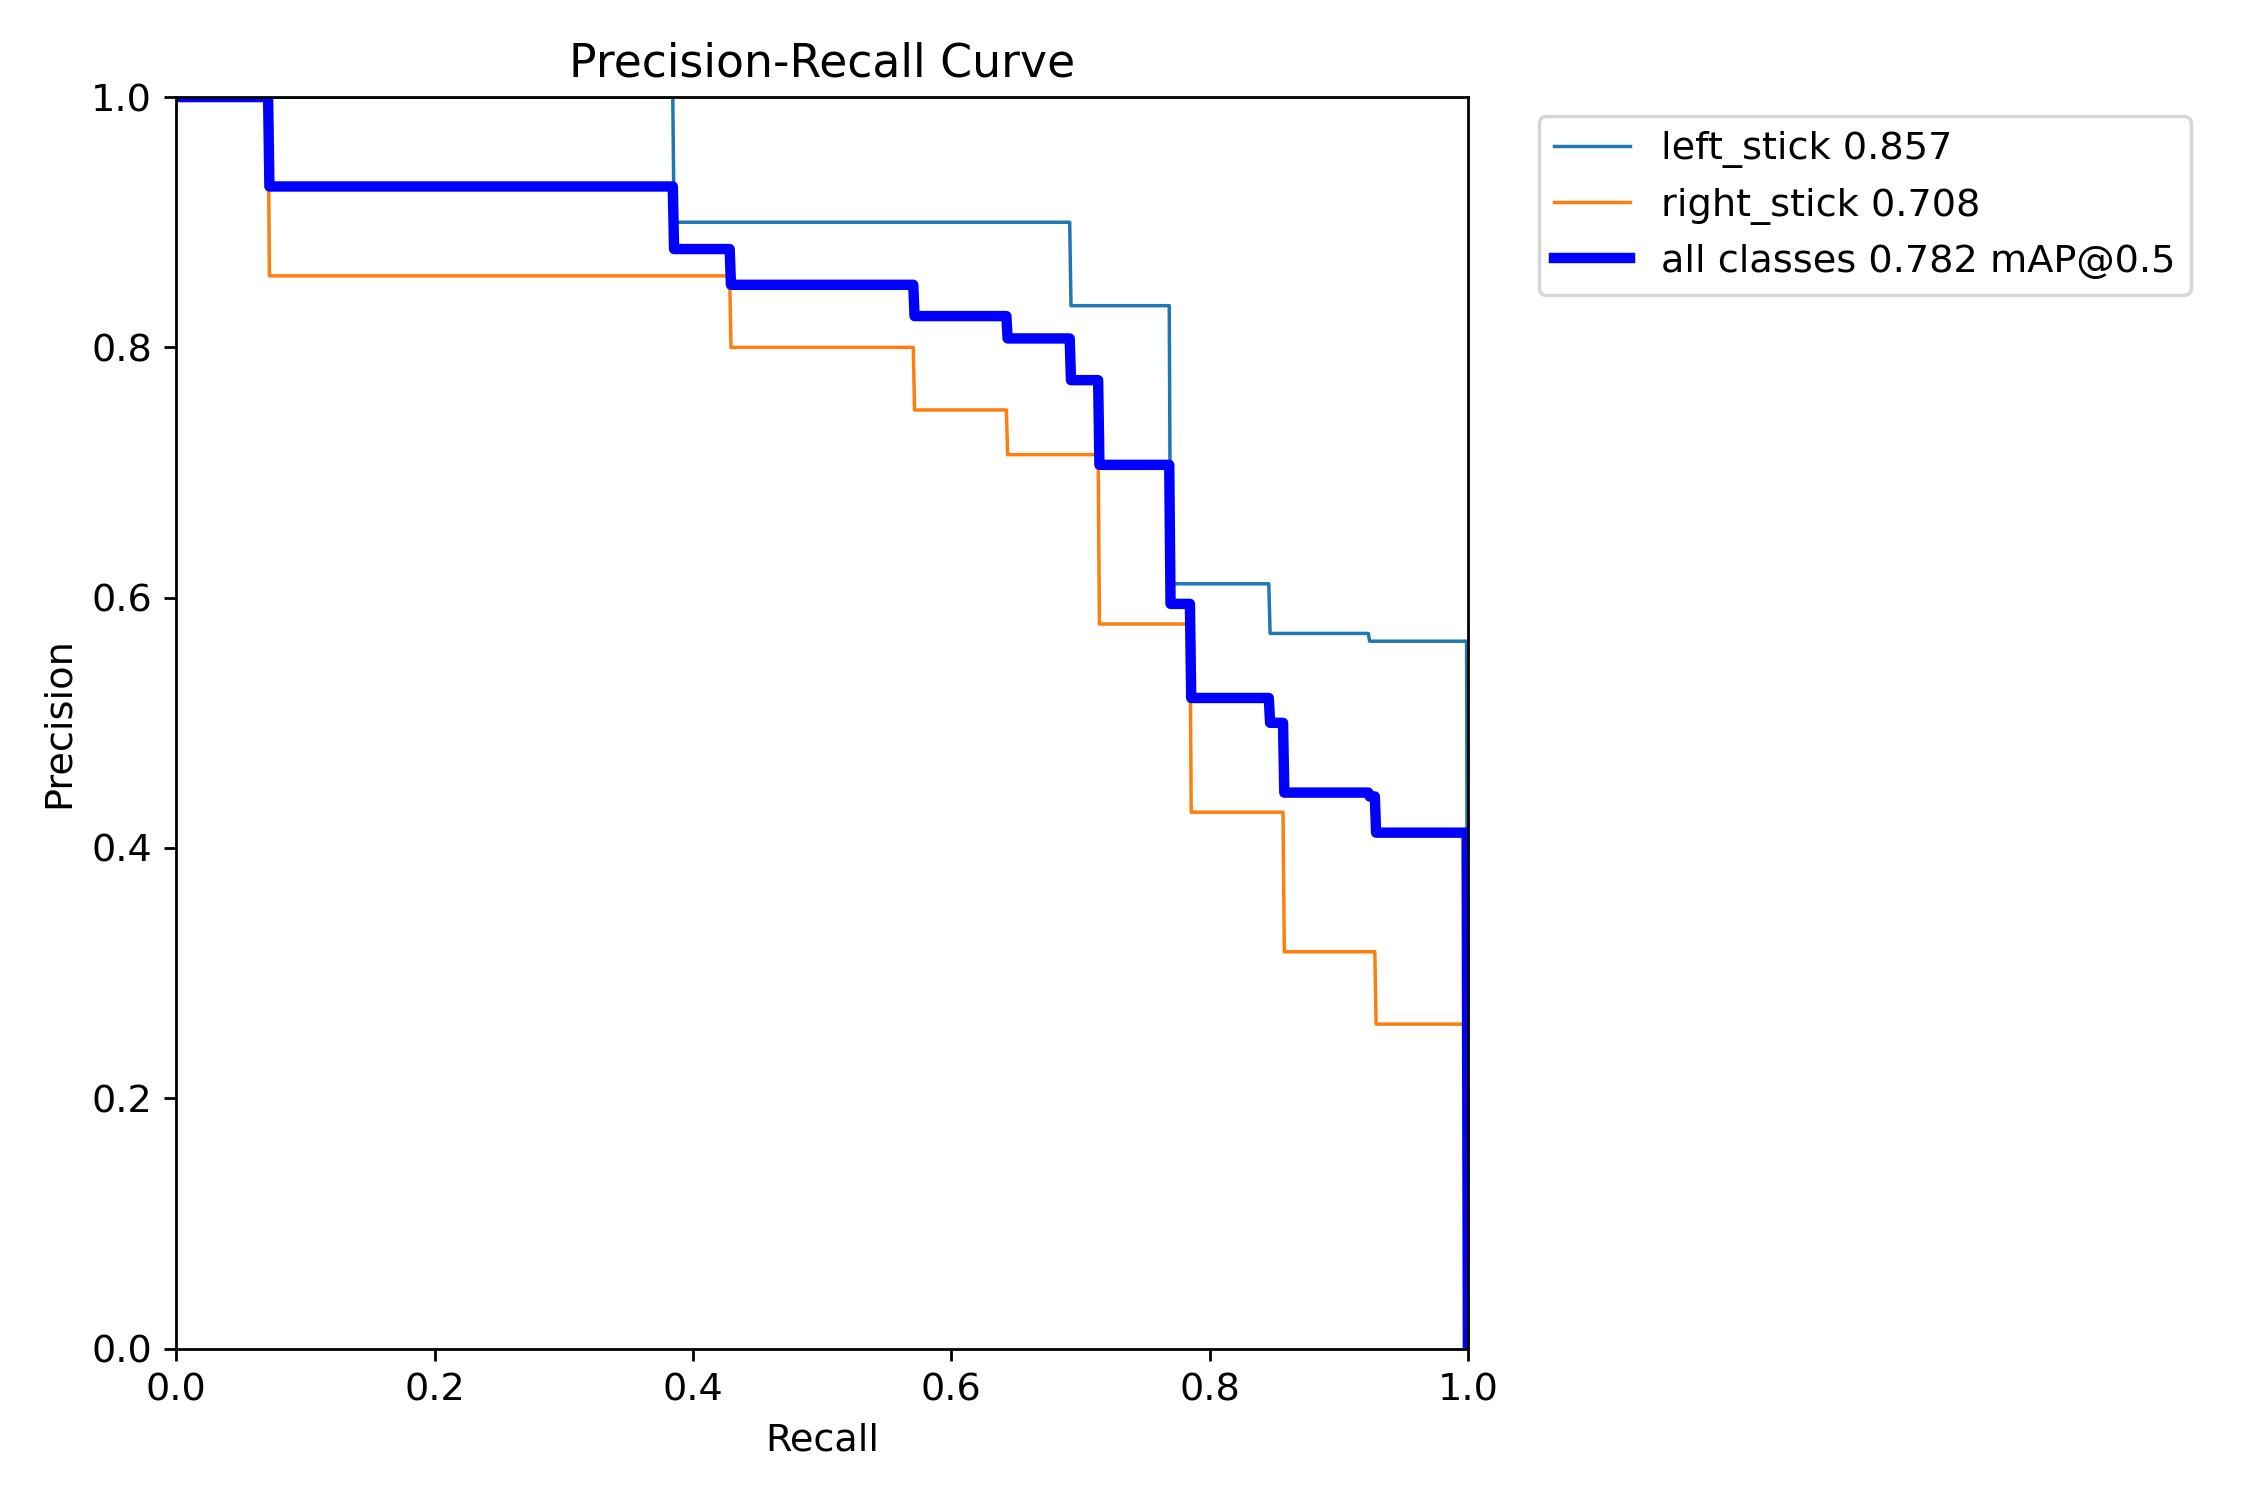 Precision-Recall Curve
1.0
0.8
0.6
0.4
0.2
0.0
Precision
0.0 0.2 0.4 0.6 0.8 1.0
Recall
left_stick 0.857
right_stick 0.708
all classes 0.782 mAP@0.5